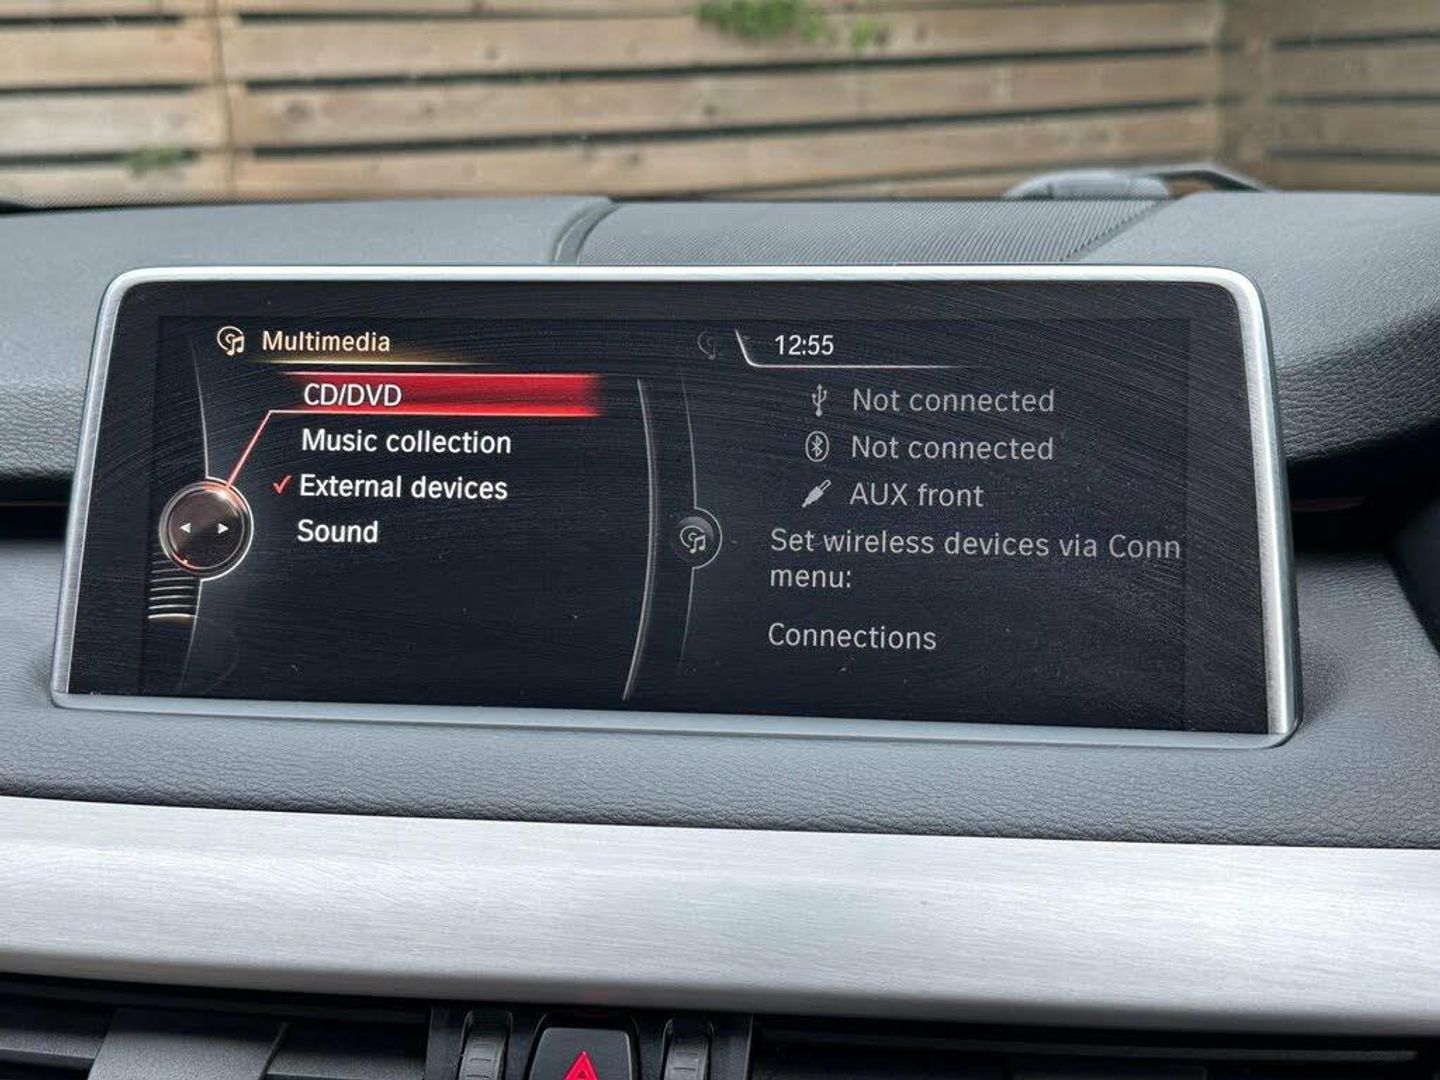 Multimedia
CD/DVD
Music collection
External devices
Sound
12:55
Not connected
Not connected
AUX front
Set wireless devices via Conn
menu:
Connections